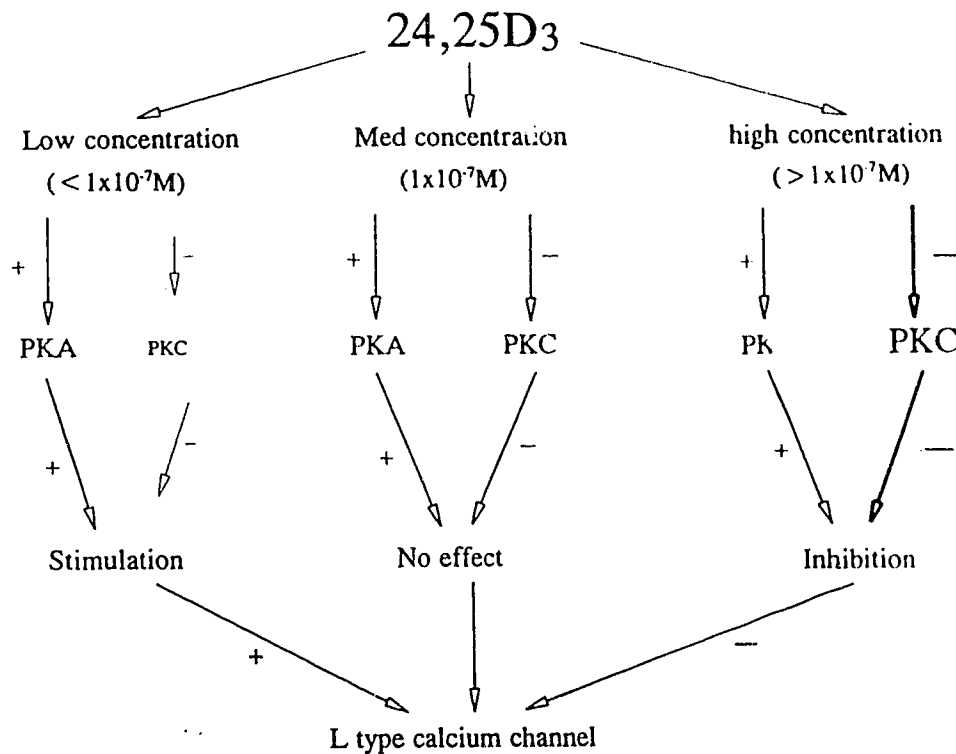 24,25D3
Low concentration Med concentration high concentration
(<1x10-7M) (1x10-7M) (>1x10-7M)
+ - + - + -
PKA PKC PKA PKC PK PKC
+ - + - + -
Stimulation No effect Inhibition
+ -
L type calcium channel